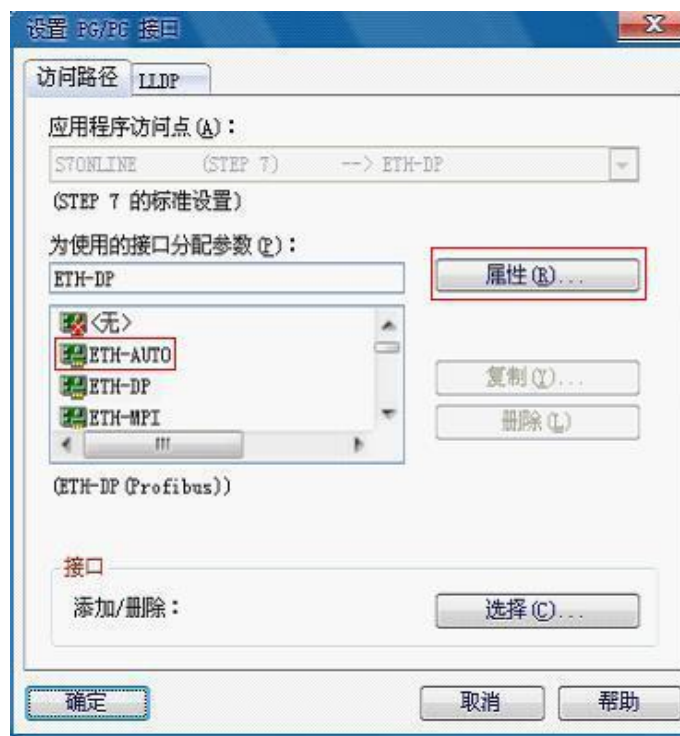 设置 PG/PC 接口
访问路径 LLDP
应用程序访问点(A)：
S7ONLINE (STEP 7) --> ETH-DP
(STEP 7 的标准设置)
为使用的接口分配参数(P)：
ETH-DP
属性(R)...
<无>
ETH-AUTO
ETH-DP
ETH-MPI
复制(Y)...
删除(L)
(ETH-DP(Profibus))
接口
添加/删除：
选择(C)...
确定
取消
帮助